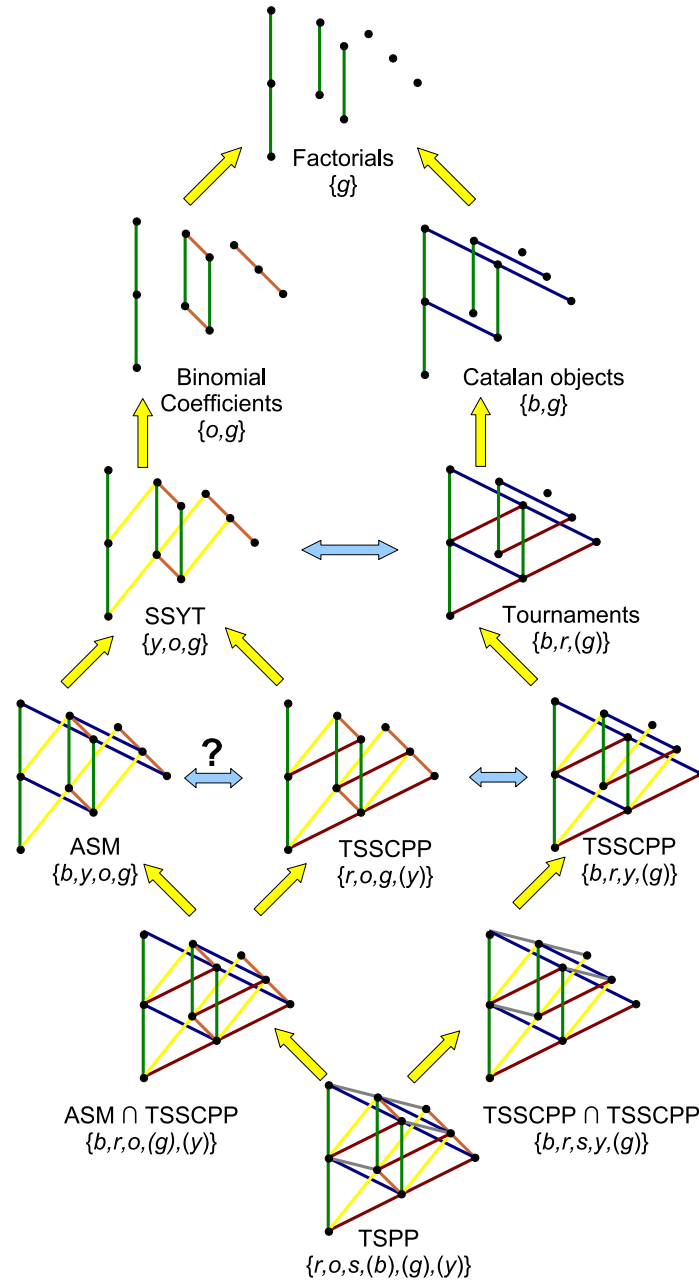 Factorials
{g}
Binomial
Coefficients
{o,g}
Catalan objects
{b,g}
SSYT
{y,o,g}
Tournaments
{b,r,(g)}
?
ASM
{b,y,o,g}
TSSCPP
{r,o,g,(y)}
TSSCPP
{b,r,y,(g)}
ASM ∩ TSSCPP
{b,r,o,(g),(y)}
TSSCPP ∩ TSSCPP
{b,r,s,y,(g)}
TSPP
{r,o,s,(b),(g),(y)}